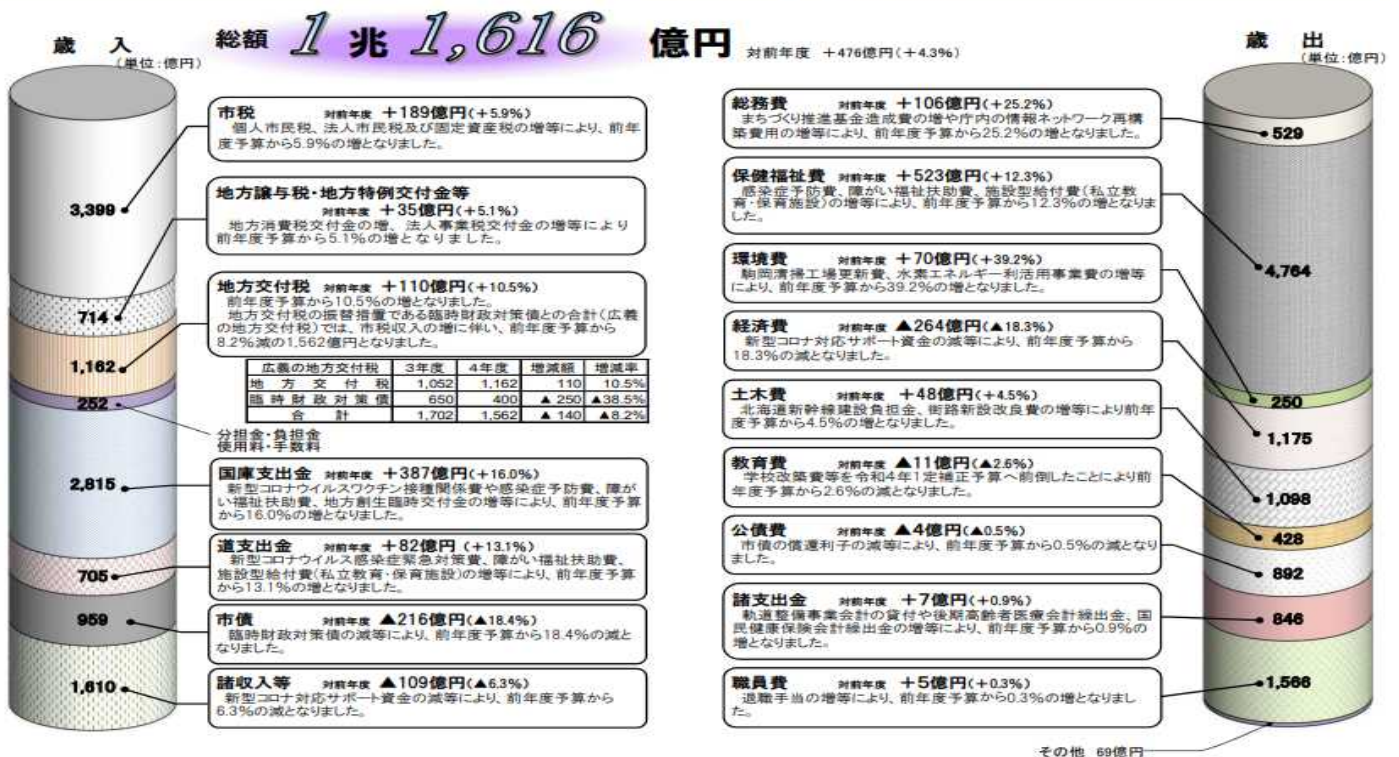 総額 1 兆 1,616 億円 対前年度 +476億円(+4.3%)
歳 入
(単位:億円)
3,399
714
1,162
252
2,815
705
959
1,610
市税 対前年度 +189億円(+5.9%)
個人市民税、法人市民税及び固定資産税の増等により、前年
度予算から5.9%の増となりました。
地方譲与税・地方特例交付金等
対前年度 +35億円(+5.1%)
地方消費税交付金の増、法人事業税交付金の増等により
前年度予算から5.1%の増となりました。
地方交付税 対前年度 +110億円(+10.5%)
前年度予算から10.5%の増となりました。
地方交付税の振替措置である臨時財政対策債との合計(広義
の地方交付税)では、市税収入の増に伴い、前年度予算から
8.2%減の1,562億円となりました。
広義の地方交付税 3年度 4年度 増減額 増減率
地方交付税 1,052 1,162 110 10.5%
臨時財政対策債 650 400 ▲ 250 ▲38.5%
合計 1,702 1,562 ▲ 140 ▲8.2%
分担金・負担金
使用料・手数料
国庫支出金 対前年度 +387億円(+16.0%)
新型コロナウイルスワクチン接種関係費や感染症予防費、障が
い福祉扶助費、地方創生臨時交付金の増等により、前年度予算
から16.0%の増となりました。
道支出金 対前年度 +82億円 (+13.1%)
新型コロナウイルス感染症緊急対策費、障がい福祉扶助費、
施設型給付費(私立教育・保育施設)の増等により、前年度予算
から13.1%の増となりました。
市債 対前年度 ▲216億円(▲18.4%)
臨時財政対策債の減等により、前年度予算から18.4%の減と
なりました。
諸収入等 対前年度 ▲109億円(▲6.3%)
新型コロナ対応サポート資金の減等により、前年度予算から
6.3%の減となりました。
歳 出
(単位:億円)
総務費 対前年度 +106億円(+25.2%)
まちづくり推進基金造成費の増や庁内の情報ネットワーク再構
築費用の増等により、前年度予算から25.2%の増となりました。
保健福祉費 対前年度 +523億円(+12.3%)
感染症予防費、障がい福祉扶助費、施設型給付費(私立教
育・保育施設)の増等により、前年度予算から12.3%の増となりま
した。
環境費 対前年度 +70億円(+39.2%)
駒岡清掃工場更新費、水素エネルギー利活用事業費の増等
により、前年度予算から39.2%の増となりました。
経済費 対前年度 ▲264億円(▲18.3%)
新型コロナ対応サポート資金の減等により、前年度予算から
18.3%の減となりました。
土木費 対前年度 +48億円(+4.5%)
北海道新幹線建設負担金、街路新設改良費の増等により前年
度予算から4.5%の増となりました。
教育費 対前年度 ▲11億円(▲2.6%)
学校改築費等を令和4年1定補正予算へ前倒したことにより前
年度予算から2.6%の減となりました。
公債費 対前年度 ▲4億円(▲0.5%)
市債の償還利子の減等により、前年度予算から0.5%の減となり
ました。
諸支出金 対前年度 +7億円(+0.9%)
軌道整備事業会計の貸付や後期高齢者医療会計繰出金、国
民健康保険会計繰出金の増等により、前年度予算から0.9%の
増となりました。
職員費 対前年度 +5億円(+0.3%)
退職手当の増等により、前年度予算から0.3%の増となりまし
た。
529
4,764
250
1,175
1,098
428
892
846
1,566
その他 69億円